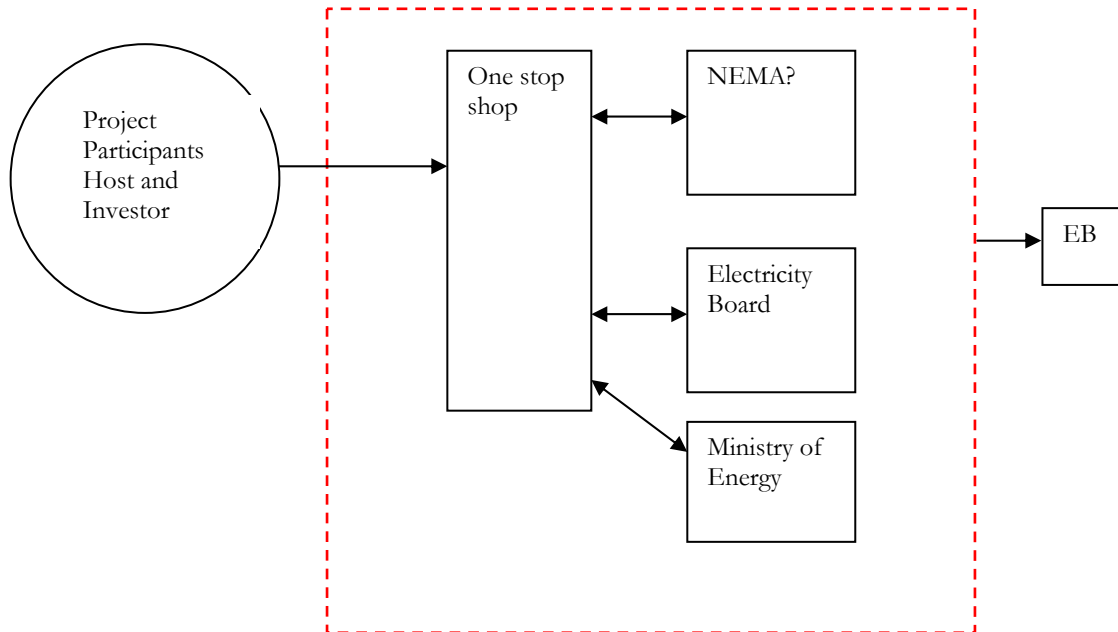 Project
Participants
Host and
Investor
One stop
shop
NEMA?
Electricity
Board
Ministry of
Energy
EB